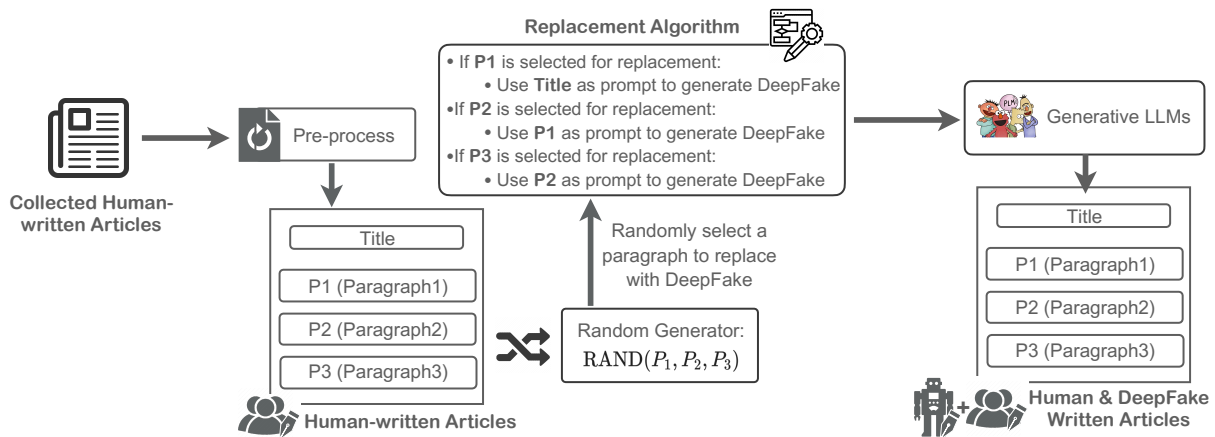 Replacement Algorithm
• If P1 is selected for replacement:
• Use Title as prompt to generate DeepFake
•If P2 is selected for replacement:
• Use P1 as prompt to generate DeepFake
•If P3 is selected for replacement:
• Use P2 as prompt to generate DeepFake
Collected Human-
written Articles
Pre-process
Title
P1 (Paragraph1)
P2 (Paragraph2)
P3 (Paragraph3)
Human-written Articles
Randomly select a
paragraph to replace
with DeepFake
Random Generator:
RAND(P₁, P₂, P₃)
PLM
Generative LLMs
Title
P1 (Paragraph1)
P2 (Paragraph2)
P3 (Paragraph3)
+
Human & DeepFake
Written Articles